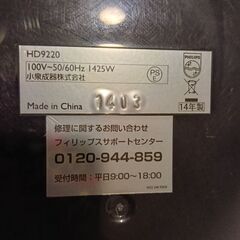 HD9220
100V~50/60Hz 1425W
小泉成器株式会社
PS
E
PHILIPS
Made in China
1413
14年製
修理に関するお問い合わせ
フィリップスサポートセンター
0120-944-859
受付時間：平日9:00〜18:00